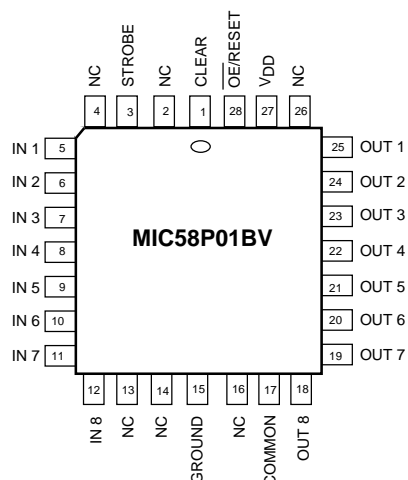 NC
STROBE
NC
CLEAR
OE/RESET
VDD
NC
4
3
2
1
28
27
26
IN 1
5
25
OUT 1
IN 2
6
24
OUT 2
IN 3
7
23
OUT 3
MIC58P01BV
IN 4
8
22
OUT 4
IN 5
9
21
OUT 5
IN 6
10
20
OUT 6
IN 7
11
19
OUT 7
12
13
14
15
16
17
18
IN 8
NC
NC
GROUND
NC
COMMON
OUT 8